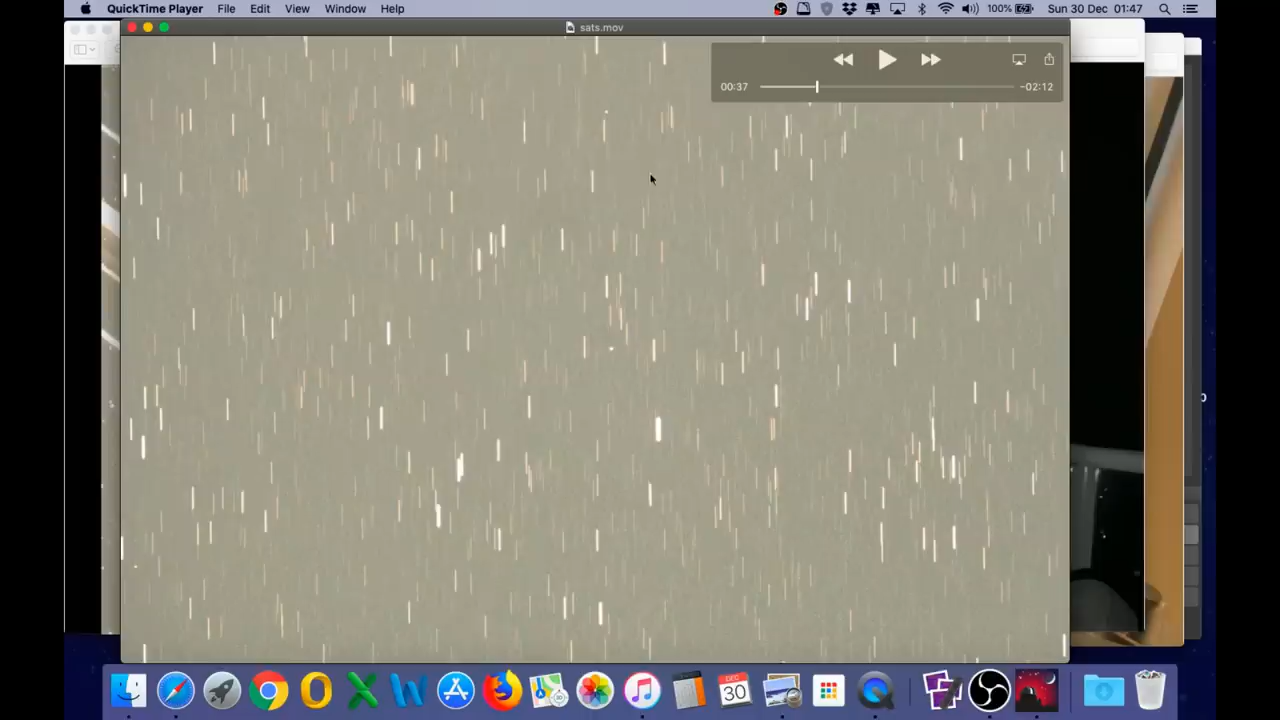 QuickTime Player File Edit View Window Help 100% Sun 30 Dec 01:47
sats.mov
00:37 -02:12
DEC
30